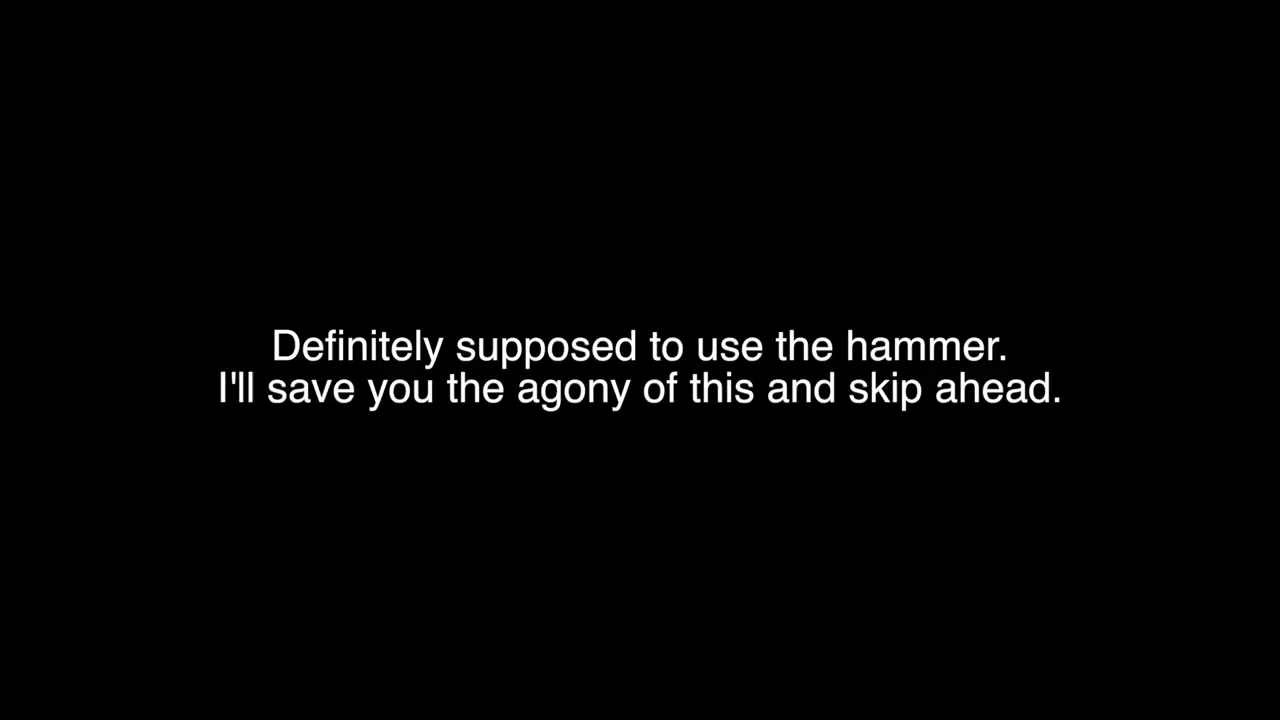 Definitely supposed to use the hammer.
I'll save you the agony of this and skip ahead.